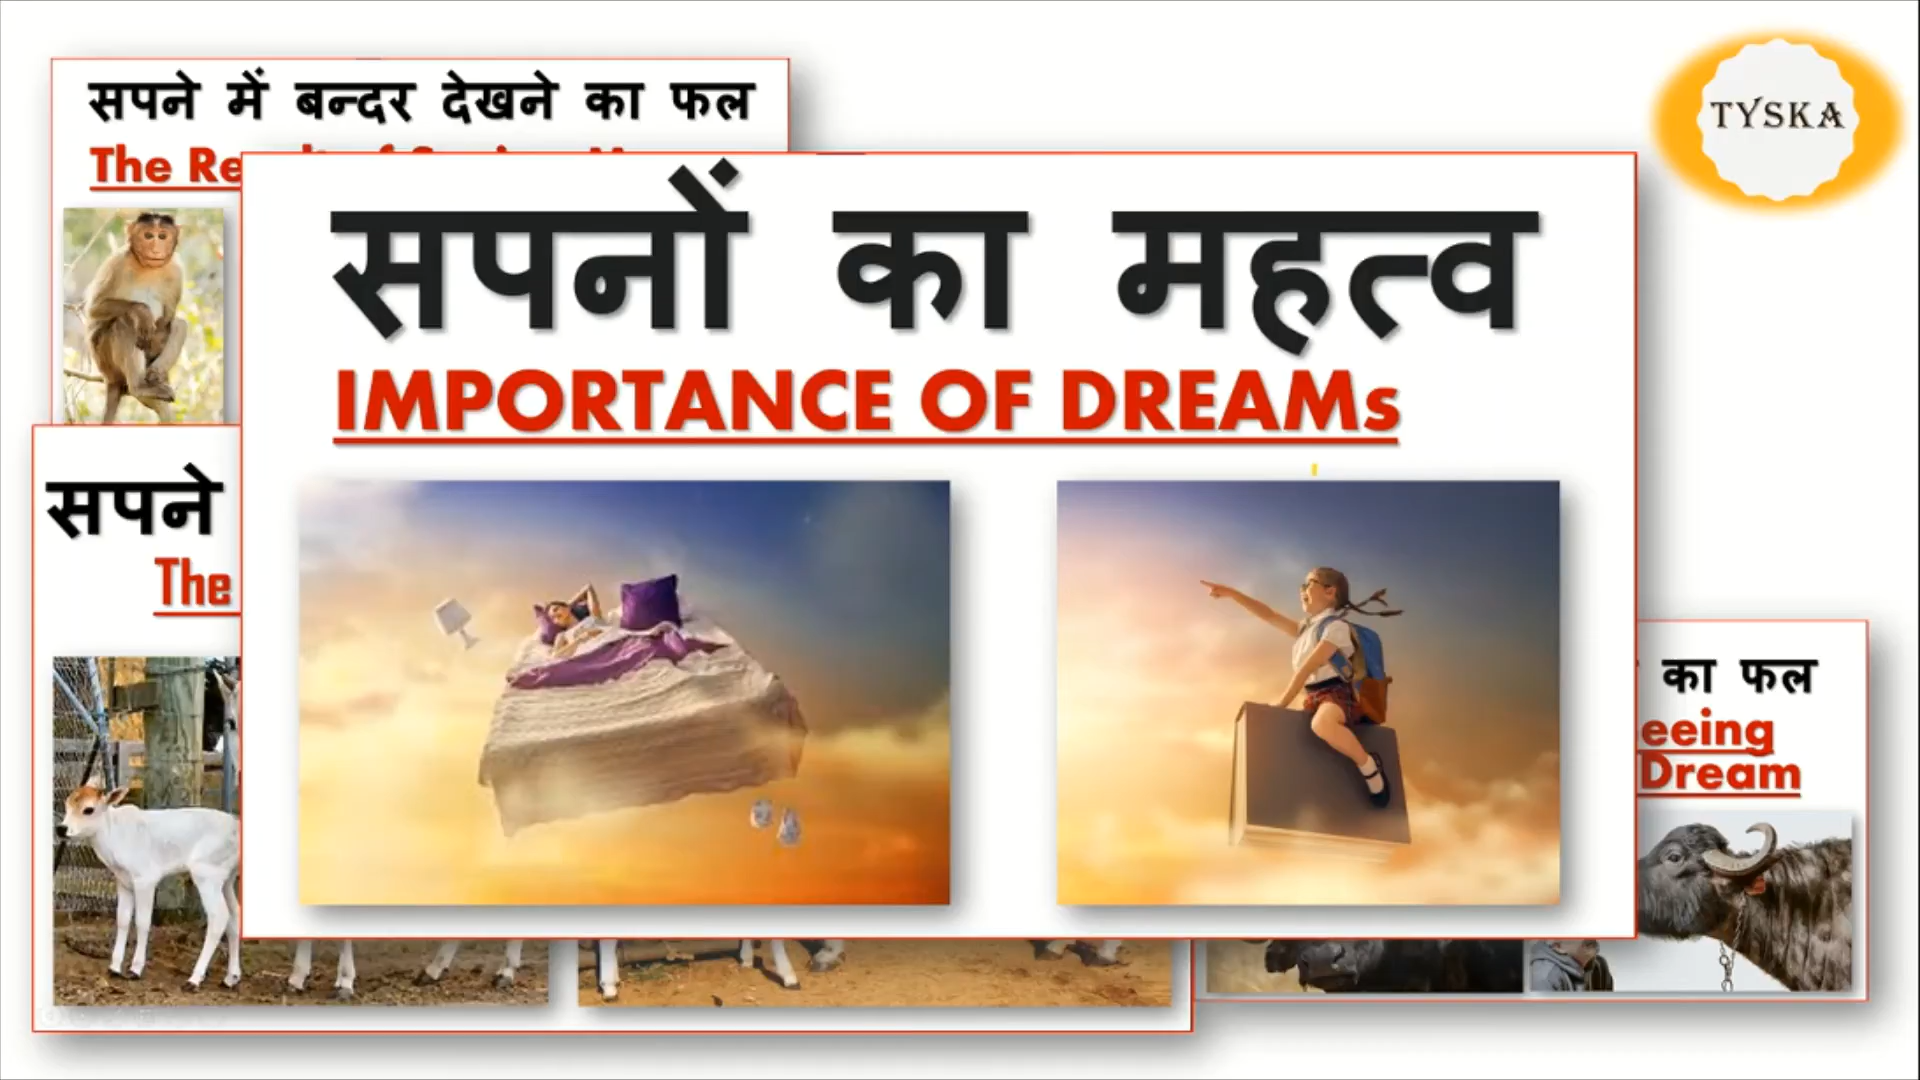 सपने में बन्दर देखने का फल
The Re
TYSKA
सपनों का महत्व
IMPORTANCE OF DREAMs
सपने
The
का फल
eeing
Dream